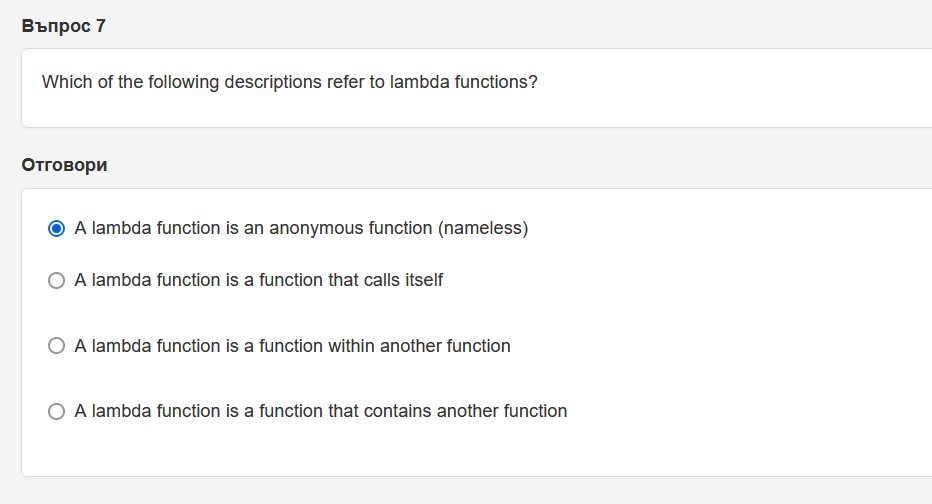 Въпрос 7
Which of the following descriptions refer to lambda functions?
Отговори
A lambda function is an anonymous function (nameless)
A lambda function is a function that calls itself
A lambda function is a function within another function
A lambda function is a function that contains another function